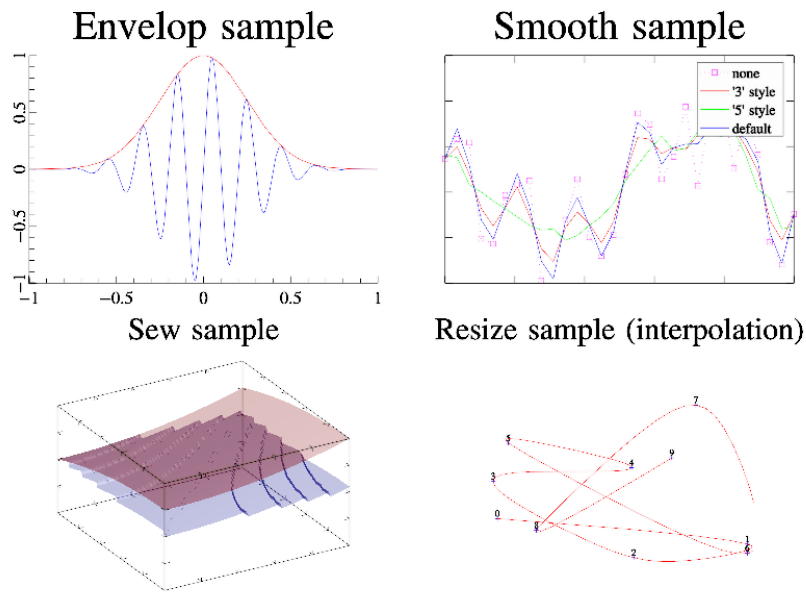 Envelop sample
Smooth sample
none
'3' style
'5' style
default
1
0.5
0
−0.5
−1
−1 −0.5 0 0.5 1
Sew sample
Resize sample (interpolation)
7
5
9
4
3
0
8
1
2
6